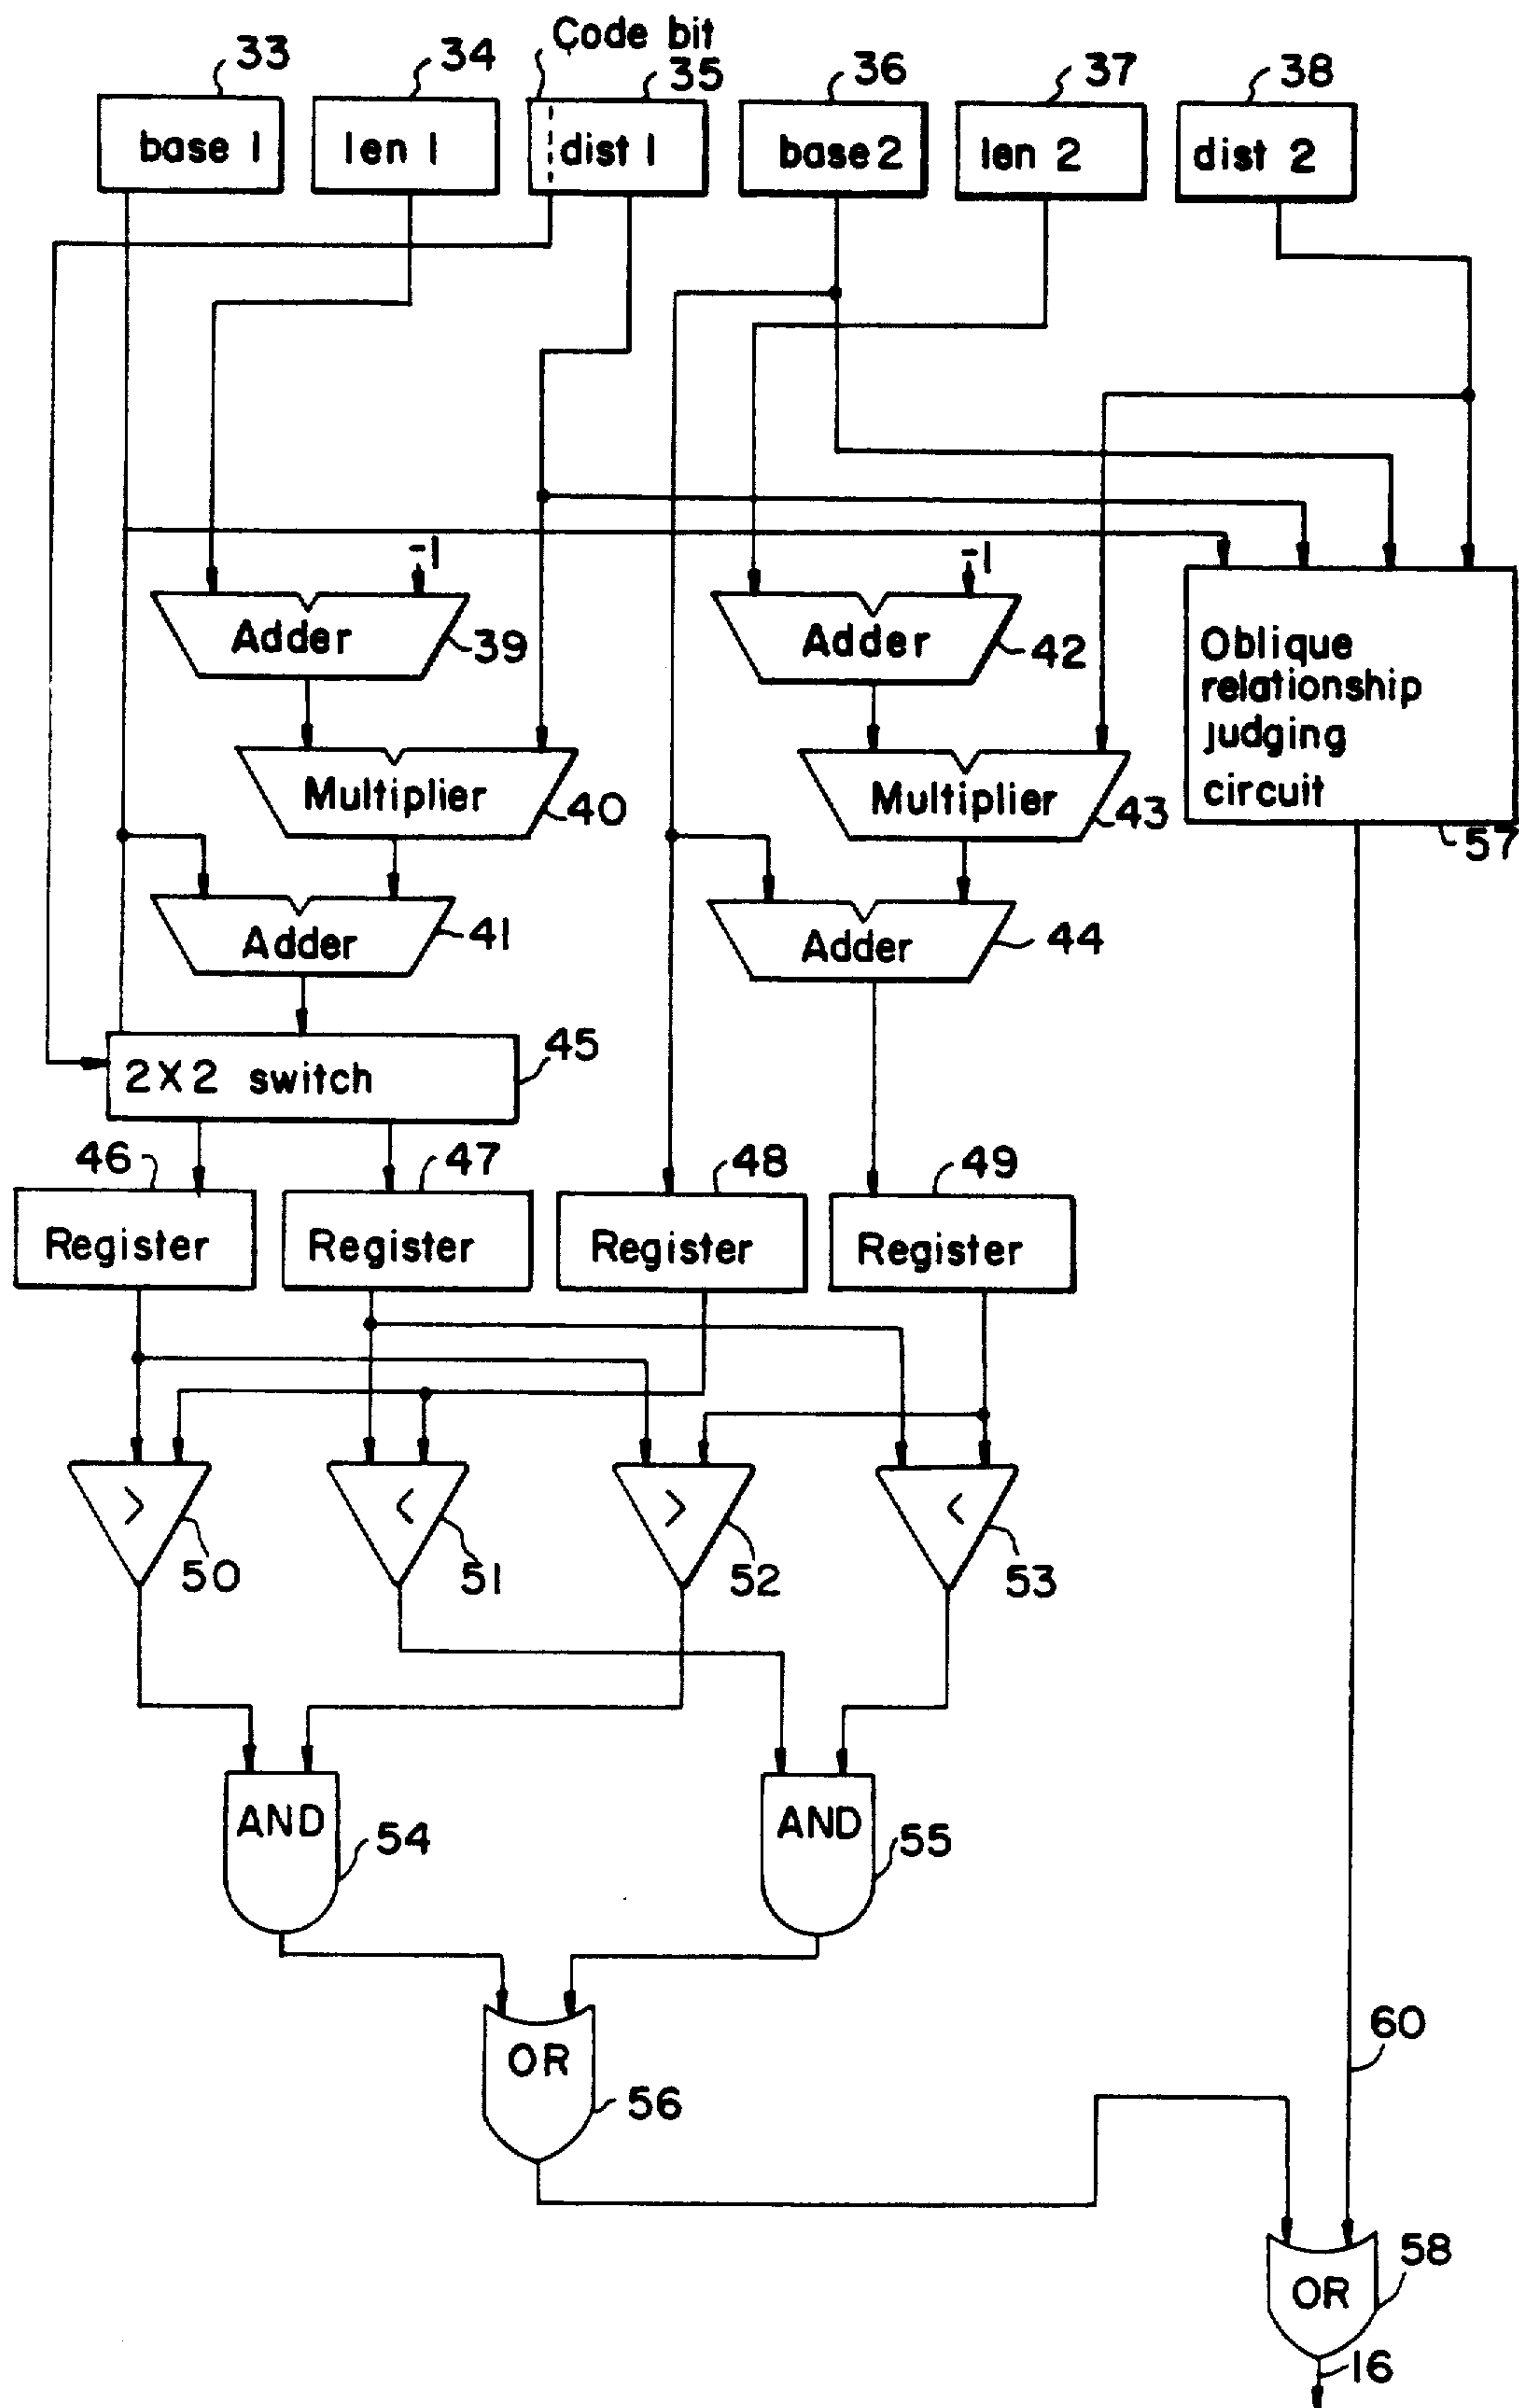 Code bit
33
34
35
36
37
38
base 1
len 1
dist 1
base 2
len 2
dist 2
-1
-1
Adder
39
Adder
42
Oblique
relationship
judging
circuit
57
Multiplier
40
Multiplier
43
Adder
41
Adder
44
2X2 switch
45
46
47
48
49
Register
Register
Register
Register
>
<
>
<
50
51
52
53
AND
54
AND
55
OR
56
60
OR
58
16